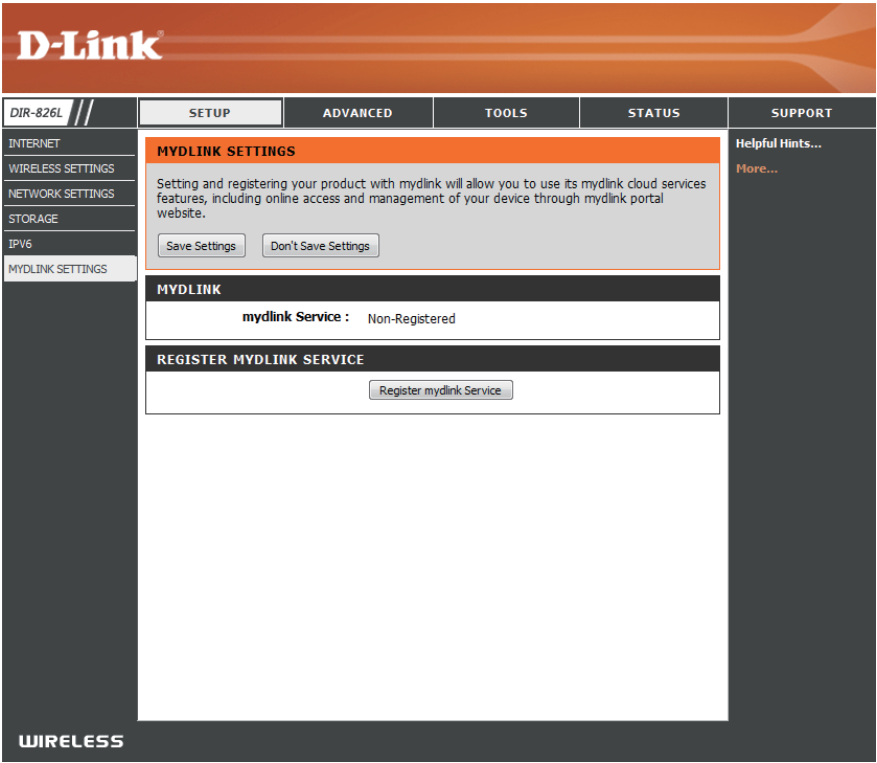 D-Link®
DIR-826L
SETUP
ADVANCED
TOOLS
STATUS
SUPPORT
INTERNET
WIRELESS SETTINGS
NETWORK SETTINGS
STORAGE
IPV6
MYDLINK SETTINGS
MYDLINK SETTINGS
Setting and registering your product with mydlink will allow you to use its mydlink cloud services
features, including online access and management of your device through mydlink portal
website.
Save Settings
Don't Save Settings
MYDLINK
mydlink Service : Non-Registered
REGISTER MYDLINK SERVICE
Register mydlink Service
Helpful Hints...
More...
WIRELESS